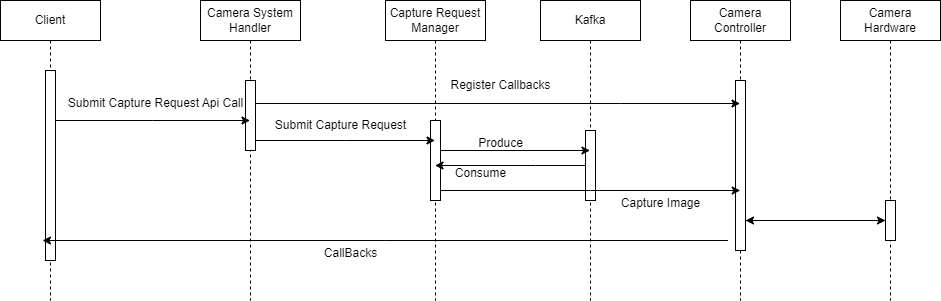 Client
Camera System
Handler
Capture Request
Manager
Kafka
Camera
Controller
Camera
Hardware
Register Callbacks
Submit Capture Request Api Call
Submit Capture Request
Produce
Consume
Capture Image
CallBacks